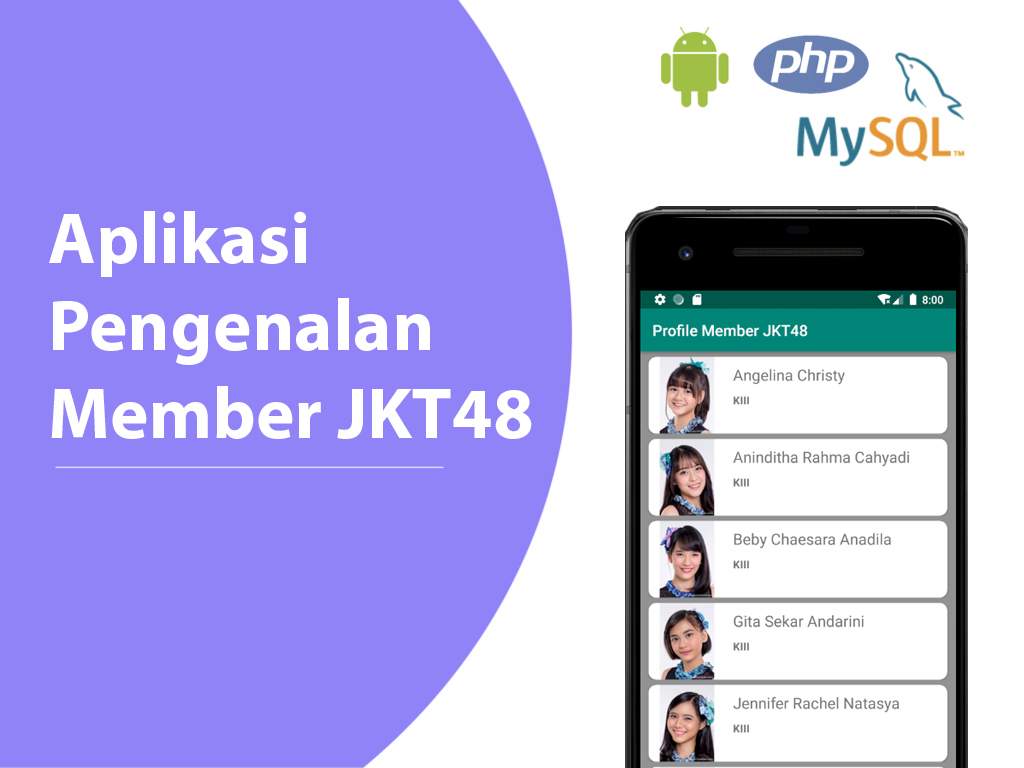 php
MySQL™
Aplikasi
Pengenalan
Member JKT48
8:00
Profile Member JKT48
Angelina Christy
KIII
Aninditha Rahma Cahyadi
KIII
Beby Chaesara Anadila
KIII
Gita Sekar Andarini
KIII
Jennifer Rachel Natasya
KIII